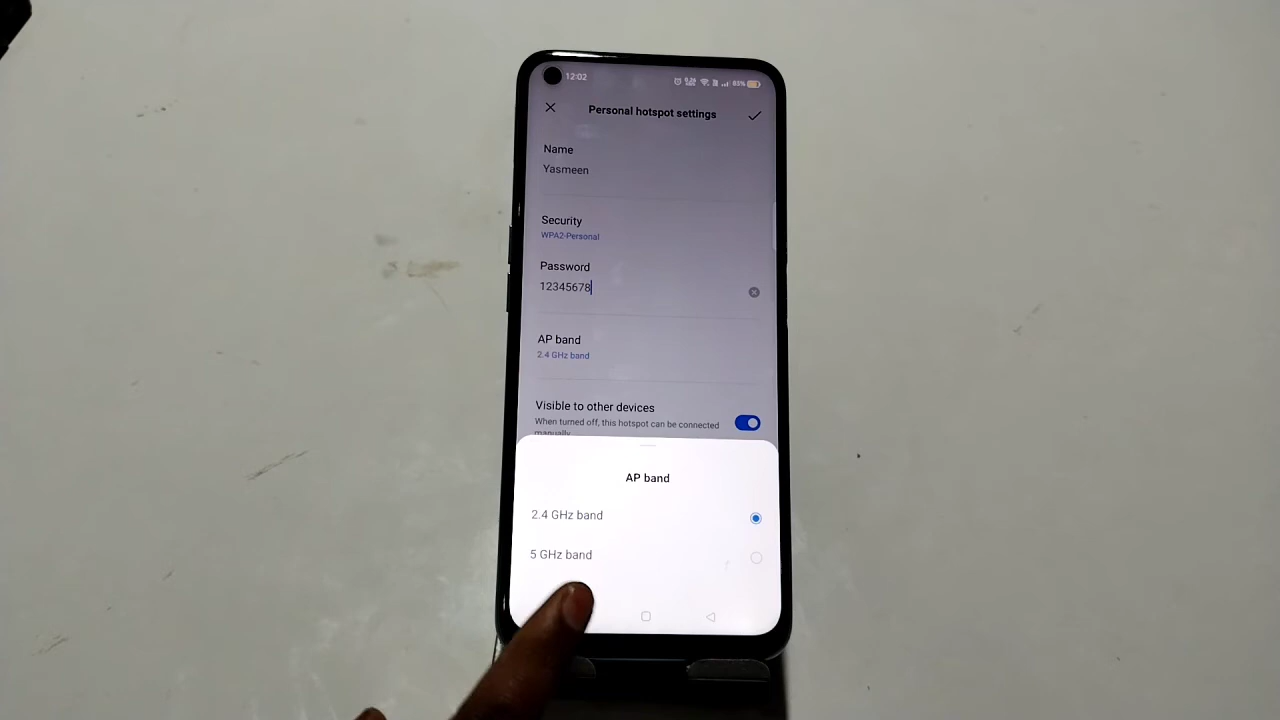 12:02
83%
Personal hotspot settings
Name
Yasmeen
Security
WPA2-Personal
Password
12345678
AP band
2.4 GHz band
Visible to other devices
When turned off, this hotspot can be connected
manually.
AP band
2.4 GHz band
5 GHz band